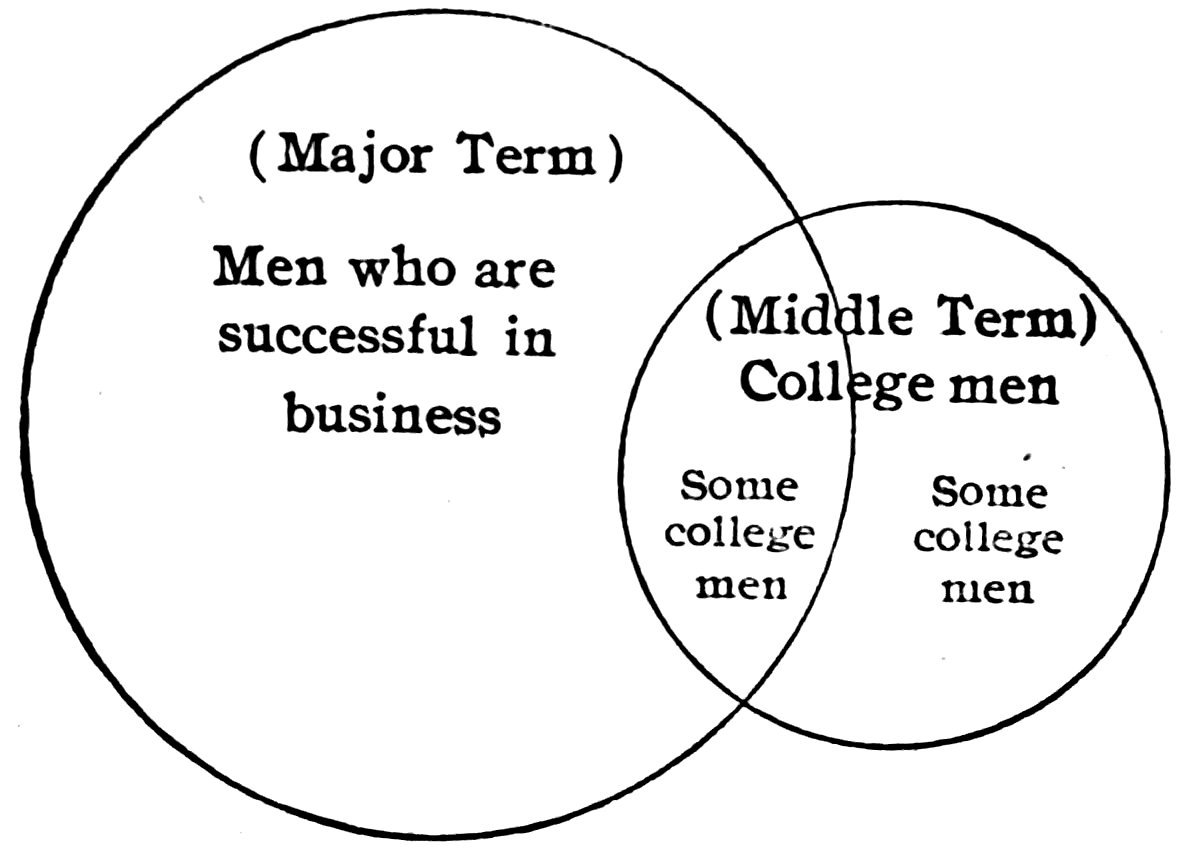 (Major Term)
Men who are
successful in
business
(Middle Term)
College men
Some
college
men
Some
college
men